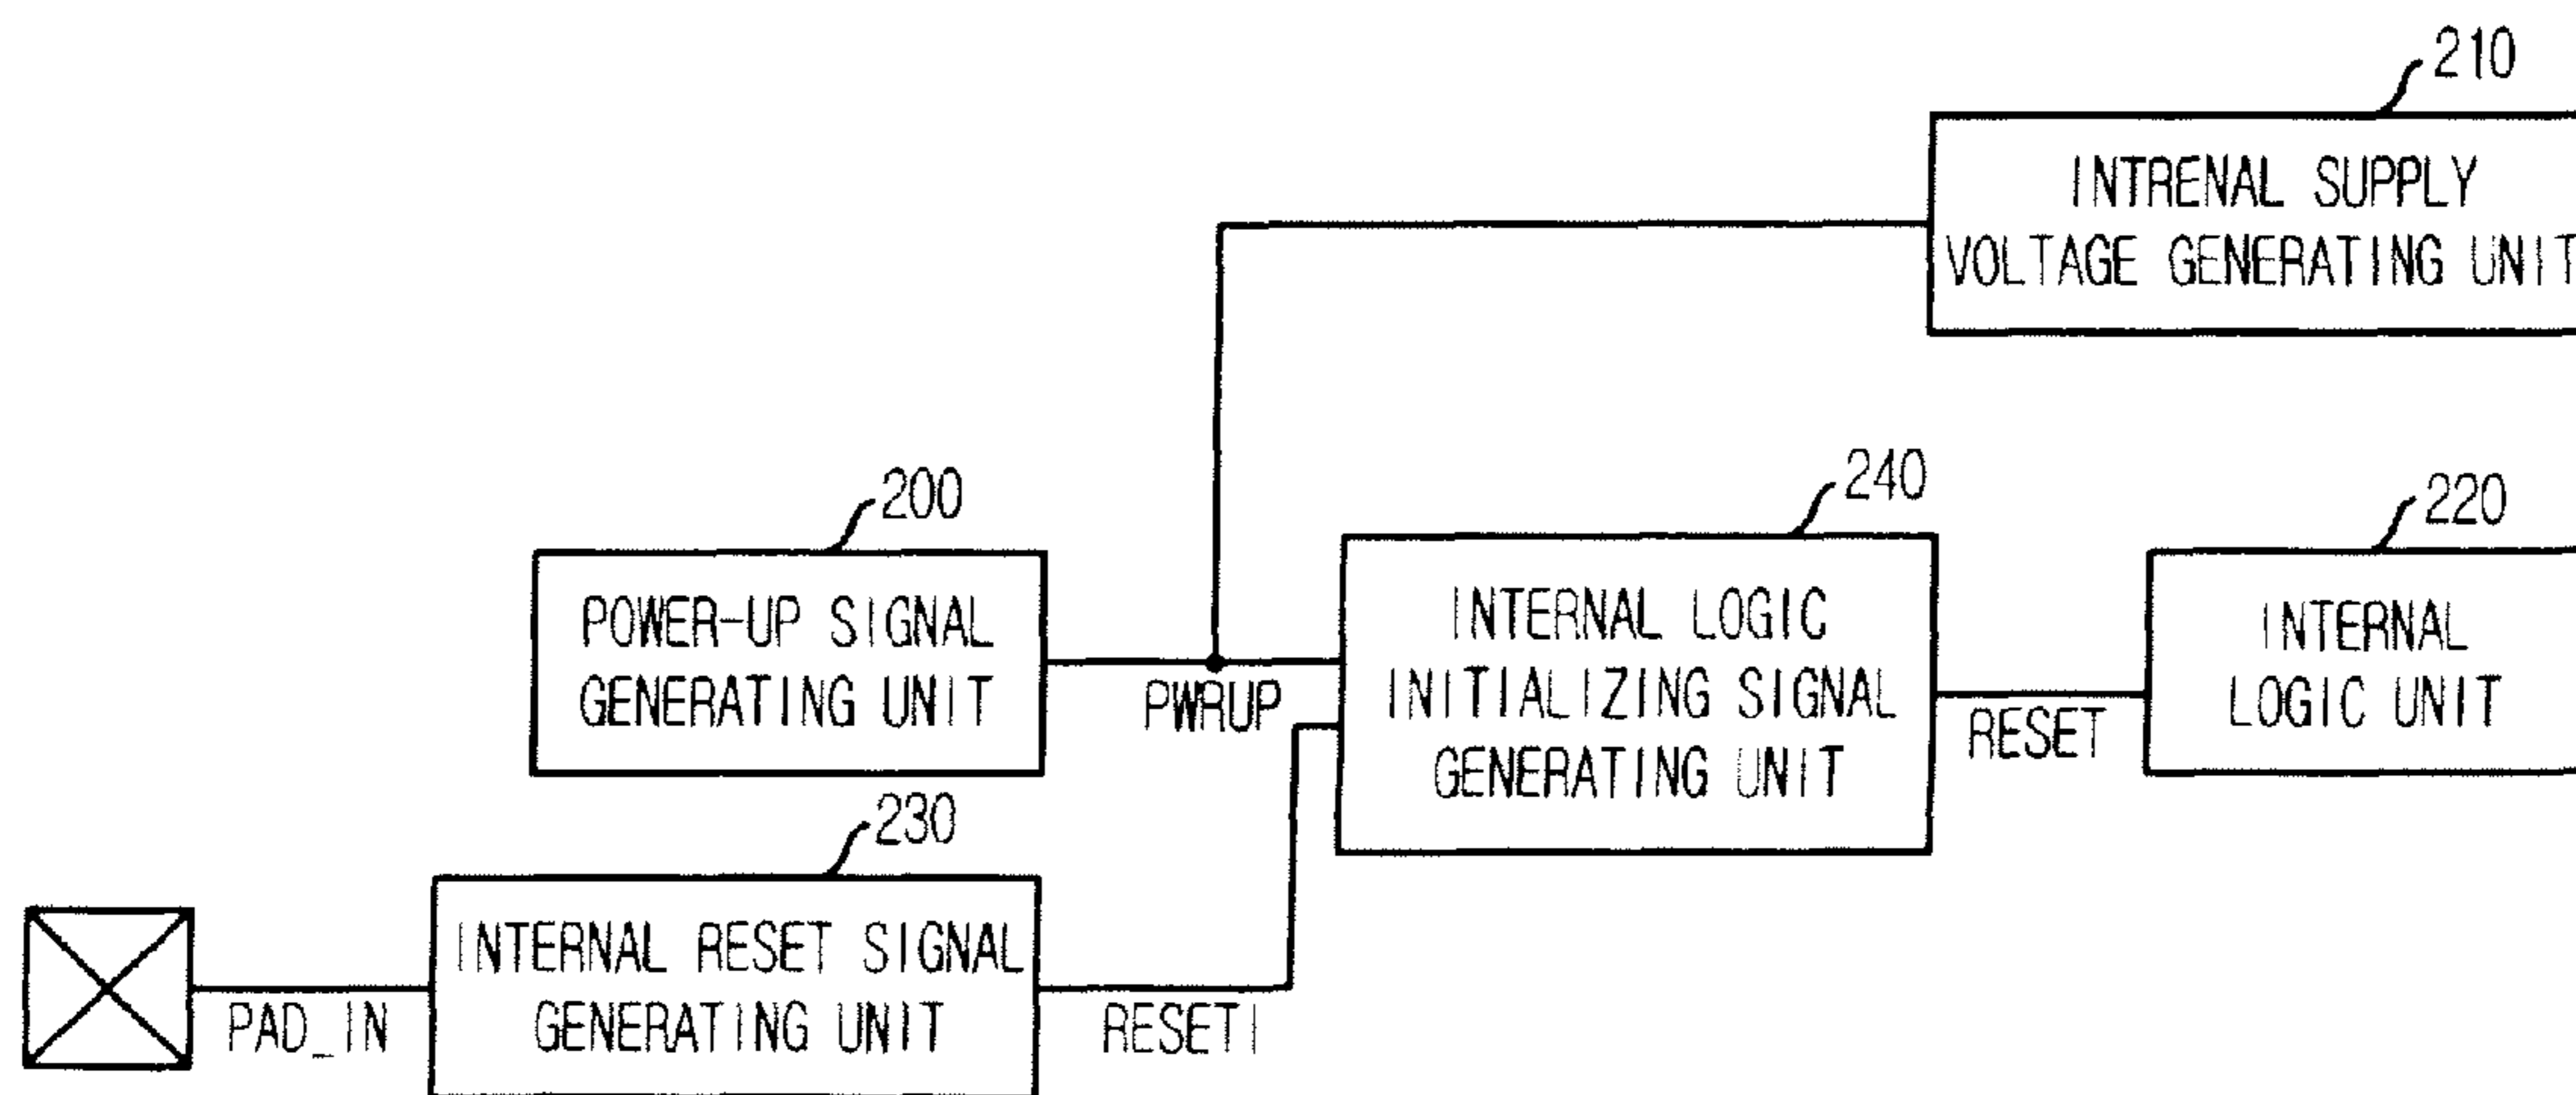 210
INTRENAL SUPPLY
VOLTAGE GENERATING UNIT
200
POWER-UP SIGNAL
GENERATING UNIT
PWRUP
240
INTERNAL LOGIC
INITIALIZING SIGNAL
GENERATING UNIT
RESET
220
INTERNAL
LOGIC UNIT
230
INTERNAL RESET SIGNAL
GENERATING UNIT
PAD_IN
RESETI